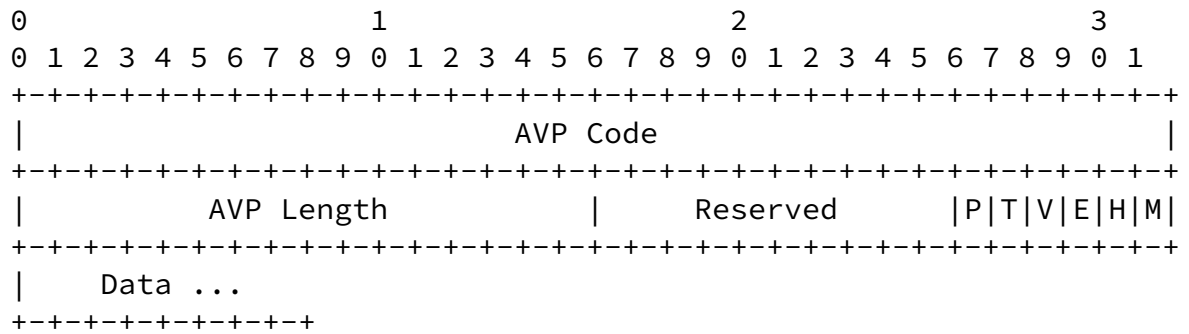 0                   1                   2                   3
0 1 2 3 4 5 6 7 8 9 0 1 2 3 4 5 6 7 8 9 0 1 2 3 4 5 6 7 8 9 0 1
+-+-+-+-+-+-+-+-+-+-+-+-+-+-+-+-+-+-+-+-+-+-+-+-+-+-+-+-+-+-+-+-+
|                           AVP Code                            |
+-+-+-+-+-+-+-+-+-+-+-+-+-+-+-+-+-+-+-+-+-+-+-+-+-+-+-+-+-+-+-+-+
|          AVP Length           |     Reserved      |P|T|V|E|H|M|
+-+-+-+-+-+-+-+-+-+-+-+-+-+-+-+-+-+-+-+-+-+-+-+-+-+-+-+-+-+-+-+-+
|    Data ...
+-+-+-+-+-+-+-+-+